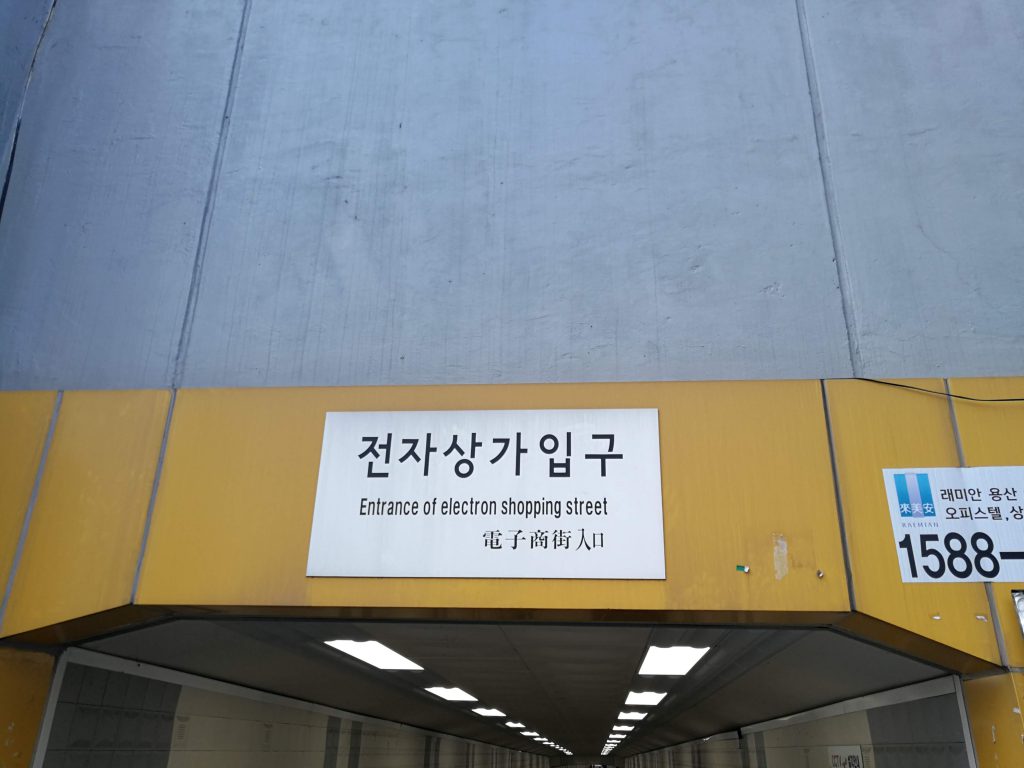 전자상가입구
Entrance of electron shopping street
電子商街入口
來美安
RAEMIAN
래미안 용산
오피스텔, 상
1588-